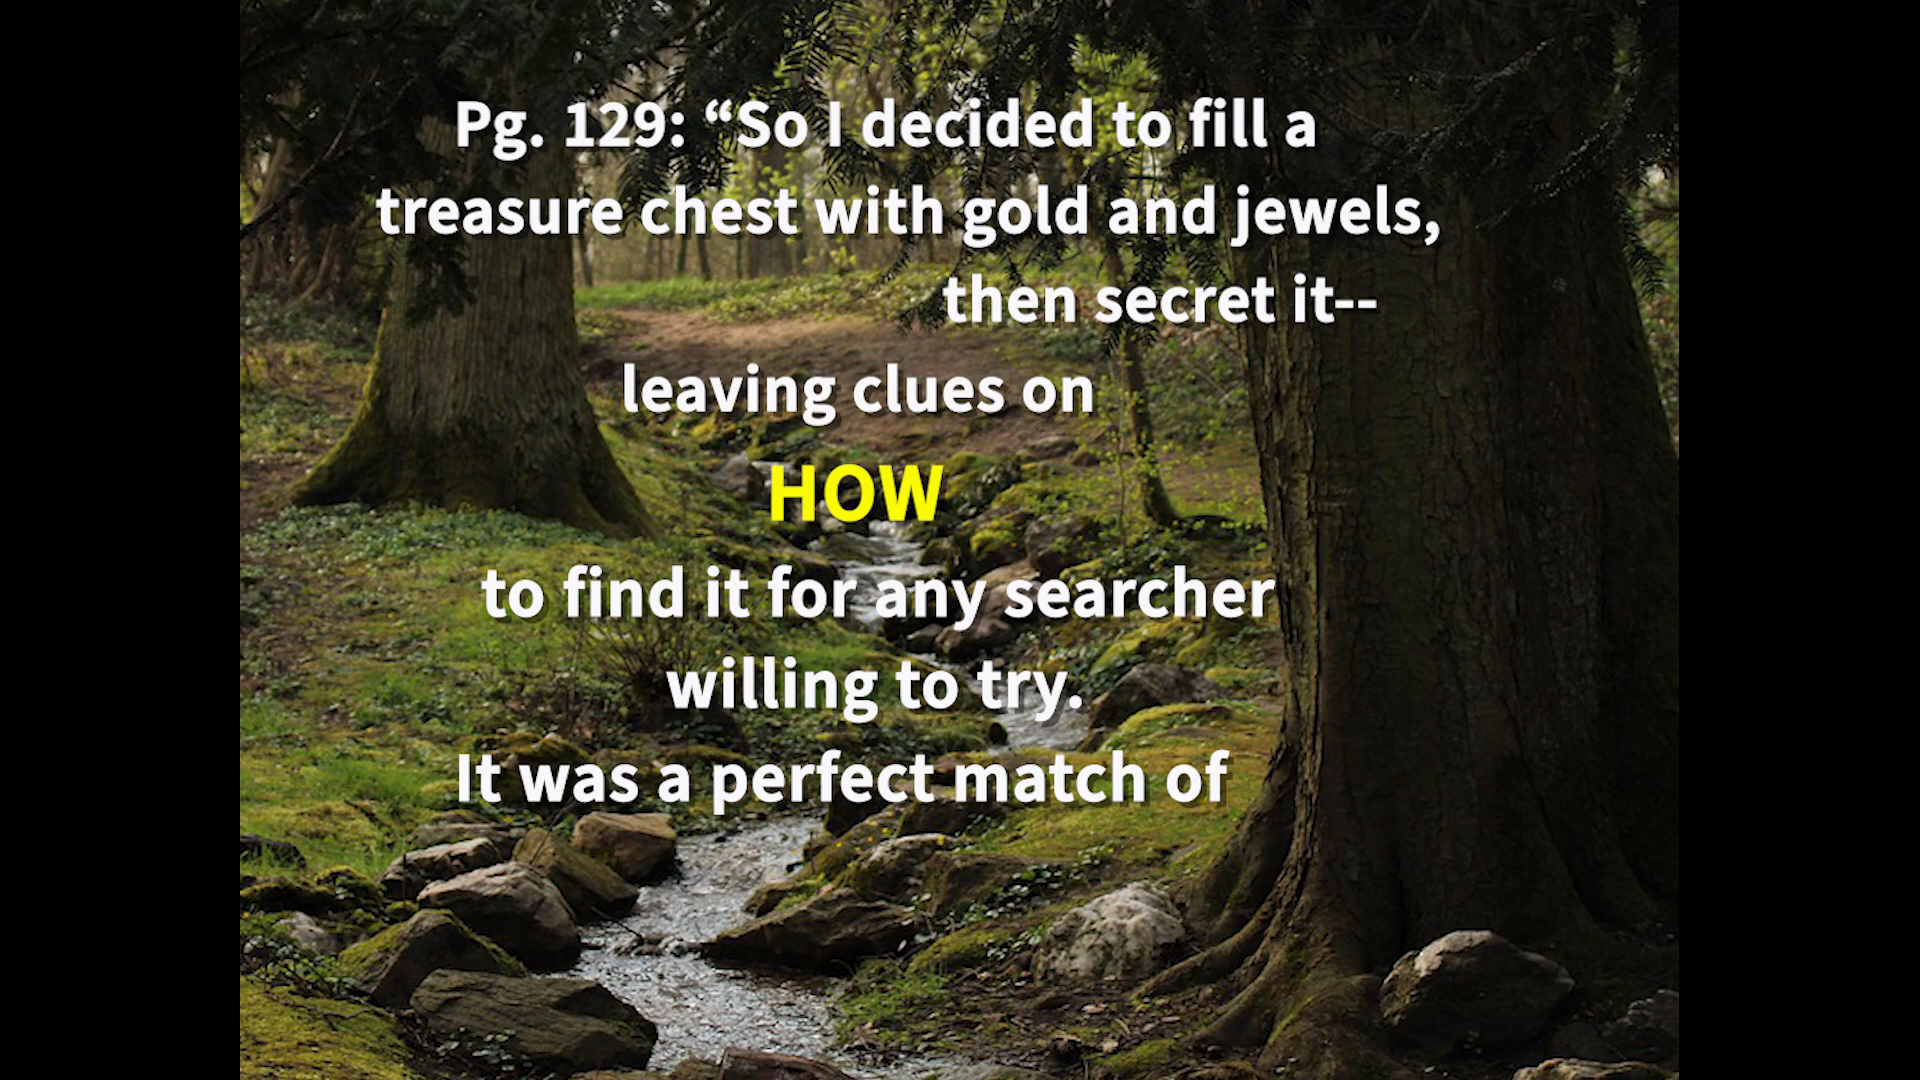 Pg. 129: “So I decided to fill a
treasure chest with gold and jewels,
then secret it--
leaving clues on
HOW
to find it for any searcher
willing to try.
It was a perfect match of